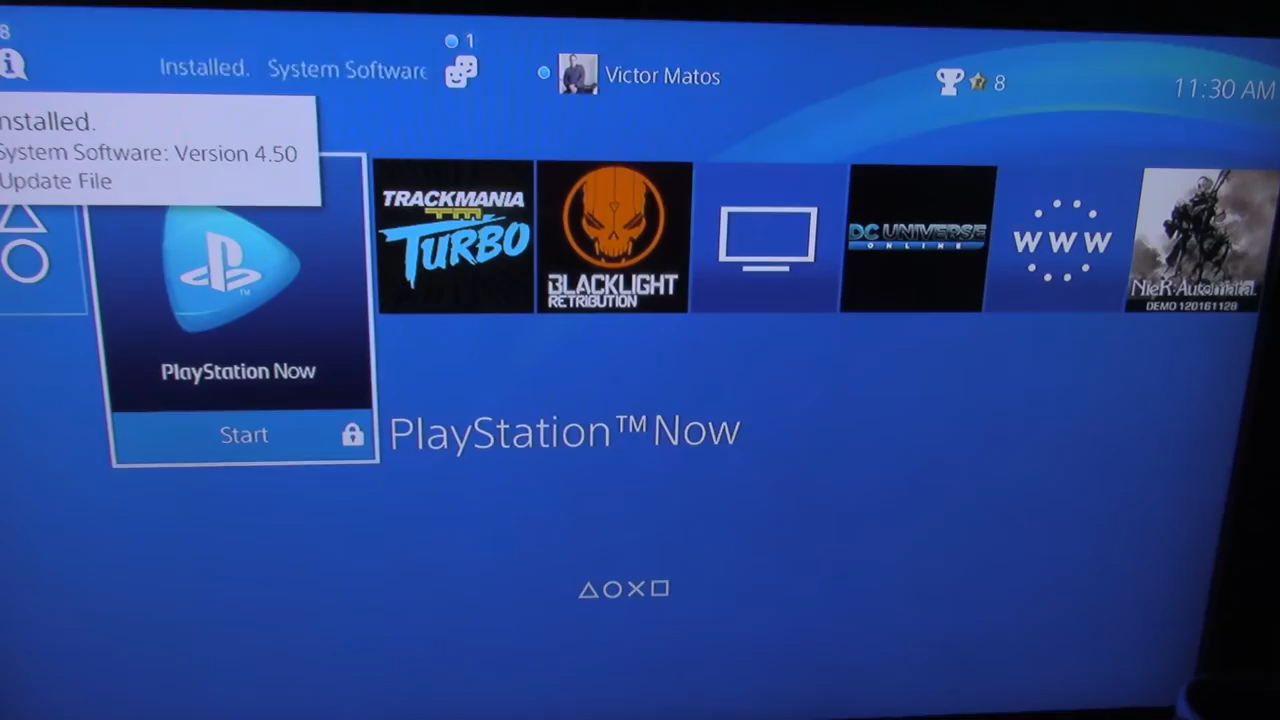 8
Installed. System Software
1
Victor Matos
8
11:30 AM
nstalled.
System Software: Version 4.50
Update File
PlayStation Now
Start
TRACKMANIA
TM
TURBO
BLACKLIGHT
RETRIBUTION
DC UNIVERSE
ONLINE
WWW
NieR:Automata
DEMO 120161128
PlayStation™Now